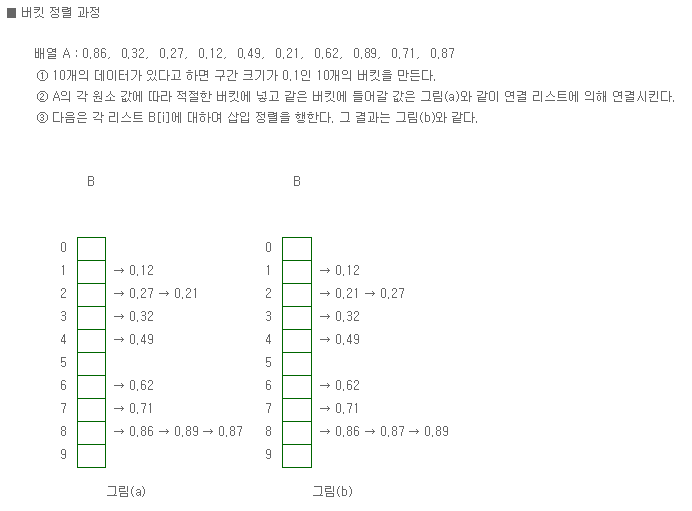 ■ 버킷 정렬 과정
배열 A : 0.86, 0.32, 0.27, 0.12, 0.49, 0.21, 0.62, 0.89, 0.71, 0.87
① 10개의 데이터가 있다고 하면 구간 크기가 0.1인 10개의 버킷을 만든다.
② A의 각 원소 값에 따라 적절한 버킷에 넣고 같은 버킷에 들어갈 값은 그림(a)와 같이 연결 리스트에 의해 연결시킨다.
③ 다음은 각 리스트 B[i]에 대하여 삽입 정렬을 행한다. 그 결과는 그림(b)와 같다.
B
0
1 → 0.12
2 → 0.27 → 0.21
3 → 0.32
4 → 0.49
5
6 → 0.62
7 → 0.71
8 → 0.86 → 0.89 → 0.87
9
그림(a)
B
0
1 → 0.12
2 → 0.21 → 0.27
3 → 0.32
4 → 0.49
5
6 → 0.62
7 → 0.71
8 → 0.86 → 0.87 → 0.89
9
그림(b)